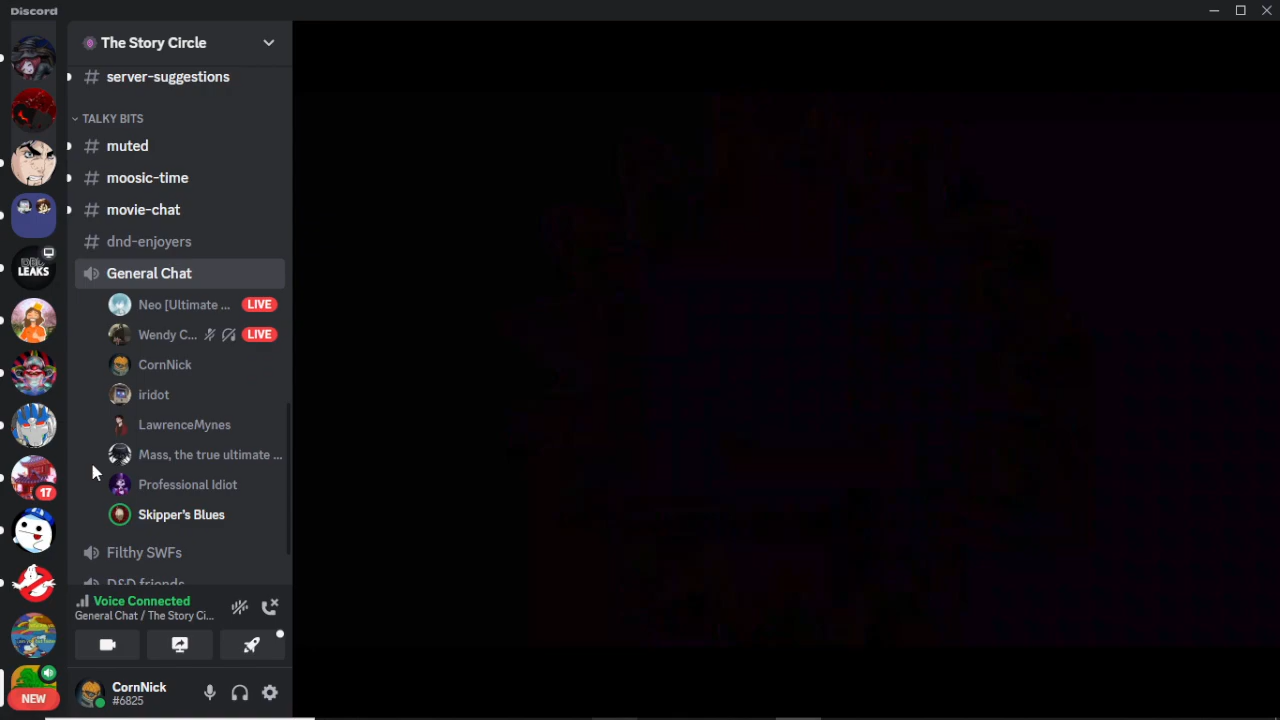 Discord
The Story Circle
server-suggestions
TALKY BITS
muted
moosic-time
movie-chat
dnd-enjoyers
General Chat
Neo [Ultimate ... LIVE
Wendy C... LIVE
CornNick
iridot
LawrenceMynes
Mass, the true ultimate ...
Professional Idiot
Skipper's Blues
Filthy SWFs
D&D friends
Voice Connected
General Chat / The Story Ci...
CornNick
#6825
LEAKS
17
NEW